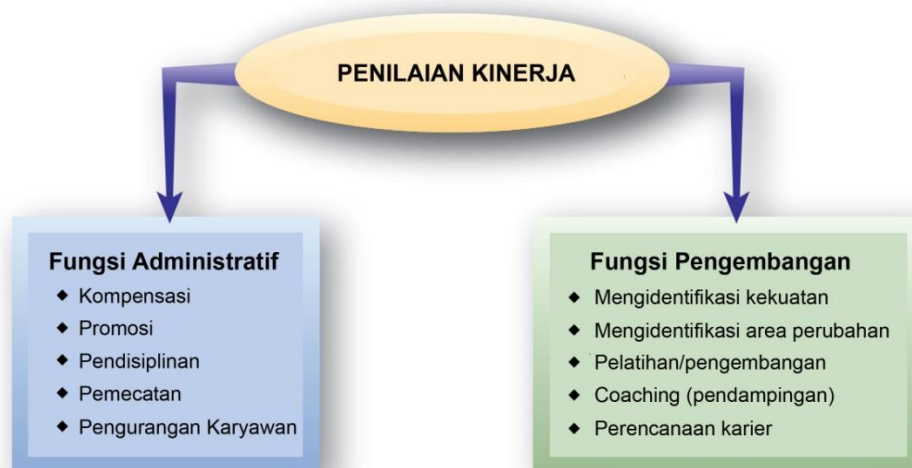 PENILAIAN KINERJA
Fungsi Administratif
◆ Kompensasi
◆ Promosi
◆ Pendisiplinan
◆ Pemecatan
◆ Pengurangan Karyawan
Fungsi Pengembangan
◆ Mengidentifikasi kekuatan
◆ Mengidentifikasi area perubahan
◆ Pelatihan/pengembangan
◆ Coaching (pendampingan)
◆ Perencanaan karier